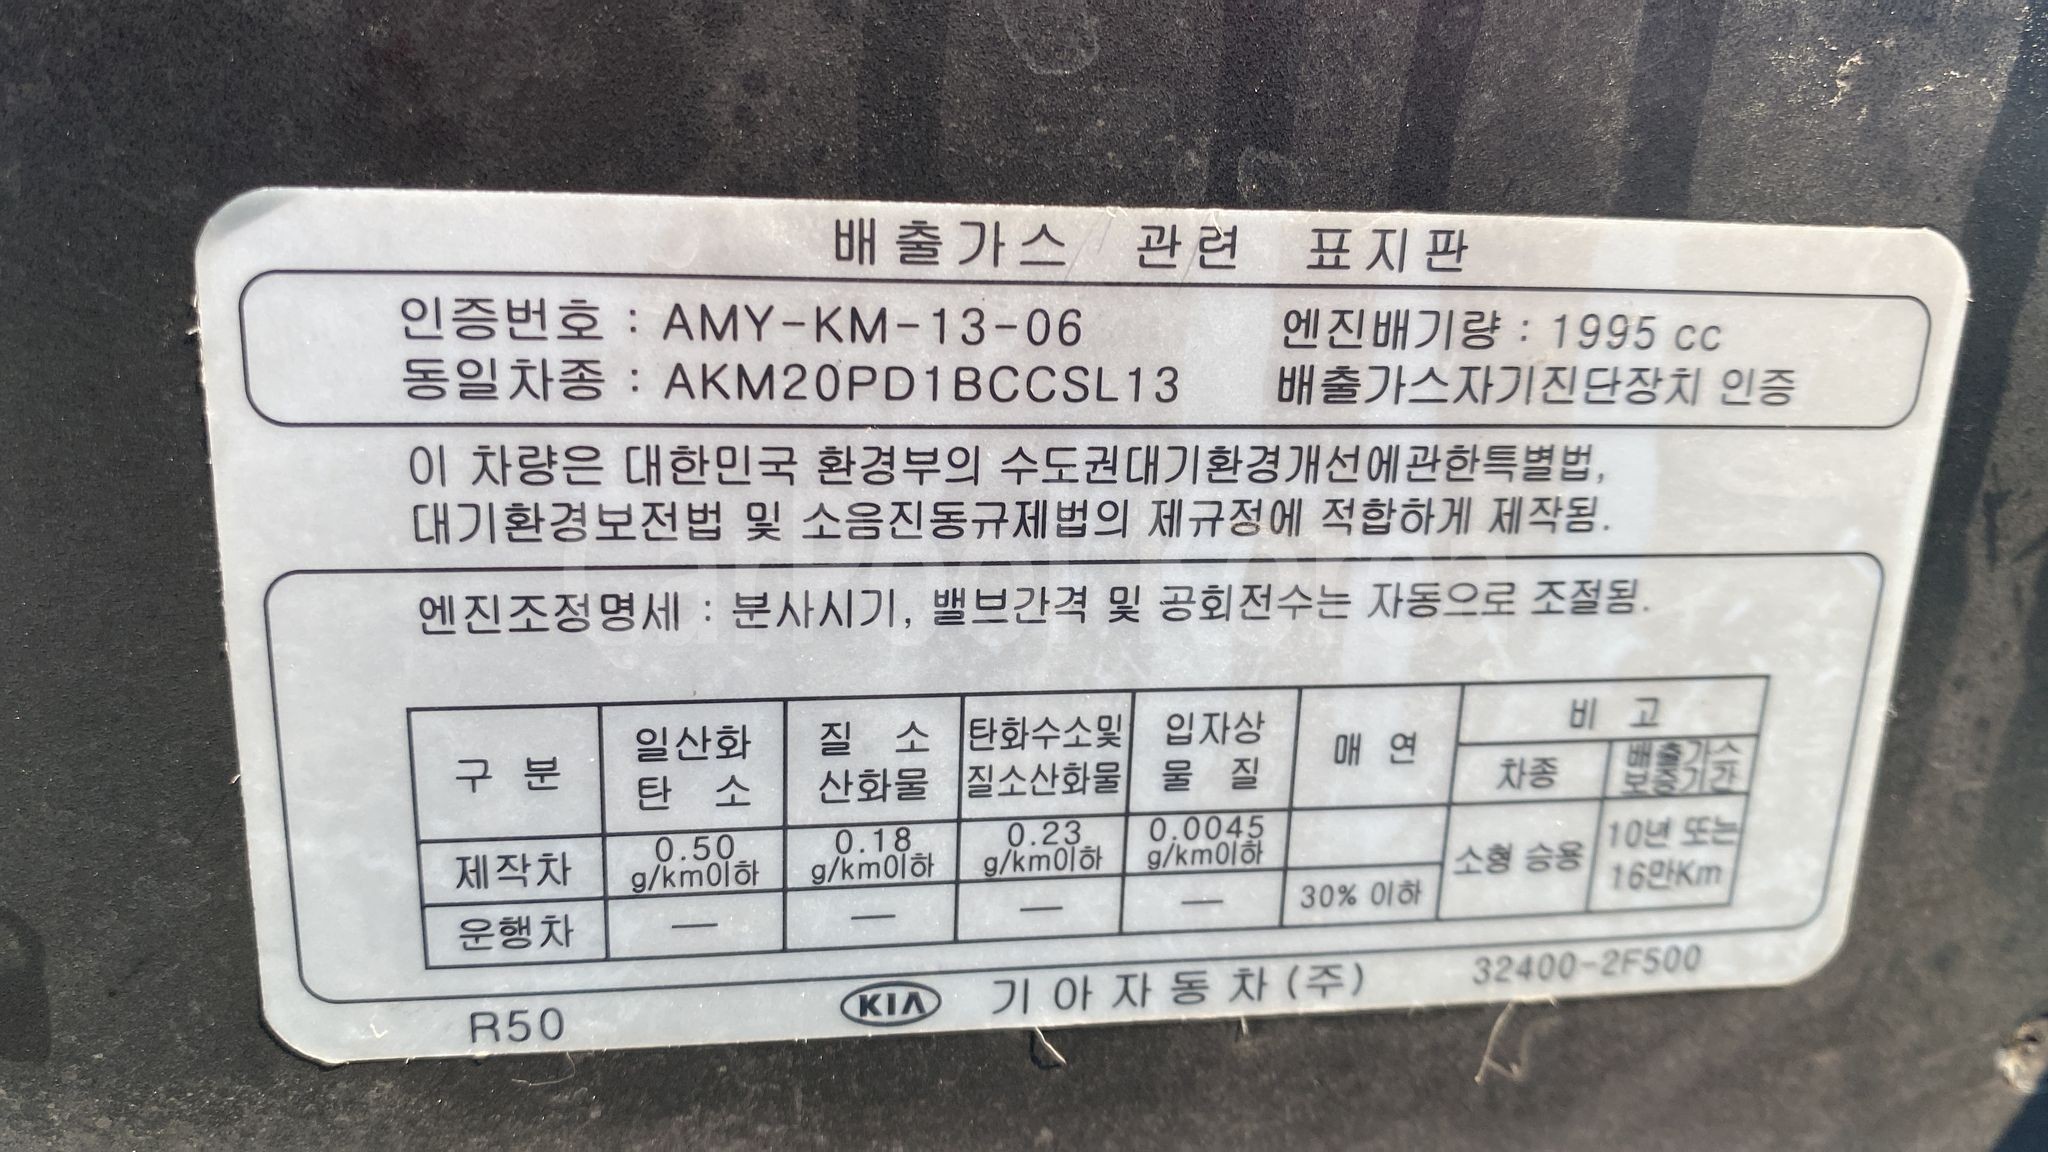 배출가스 관련 표지판
인증번호 : AMY-KM-13-06 엔진배기량 : 1995 cc
동일차종 : AKM20PD1BCCSL13 배출가스자기진단장치 인증
이 차량은 대한민국 환경부의 수도권대기환경개선에관한특별법,
대기환경보전법 및 소음진동규제법의 제규정에 적합하게 제작됨.
엔진조정명세 : 분사시기, 밸브간격 및 공회전수는 자동으로 조절됨.
구 분 일산화 탄 소 질 소 산화물 탄화수소및 질소산화물 입자상 물 질 매 연 비 고
차종 배출가스 보증기간
제작차 0.50 g/km이하 0.18 g/km이하 0.23 g/km이하 0.0045 g/km이하 소형 승용 10년 또는 16만Km
운행차 — — — — 30% 이하
R50 KIA 기아자동차(주) 32400-2F500
CarPool Korea